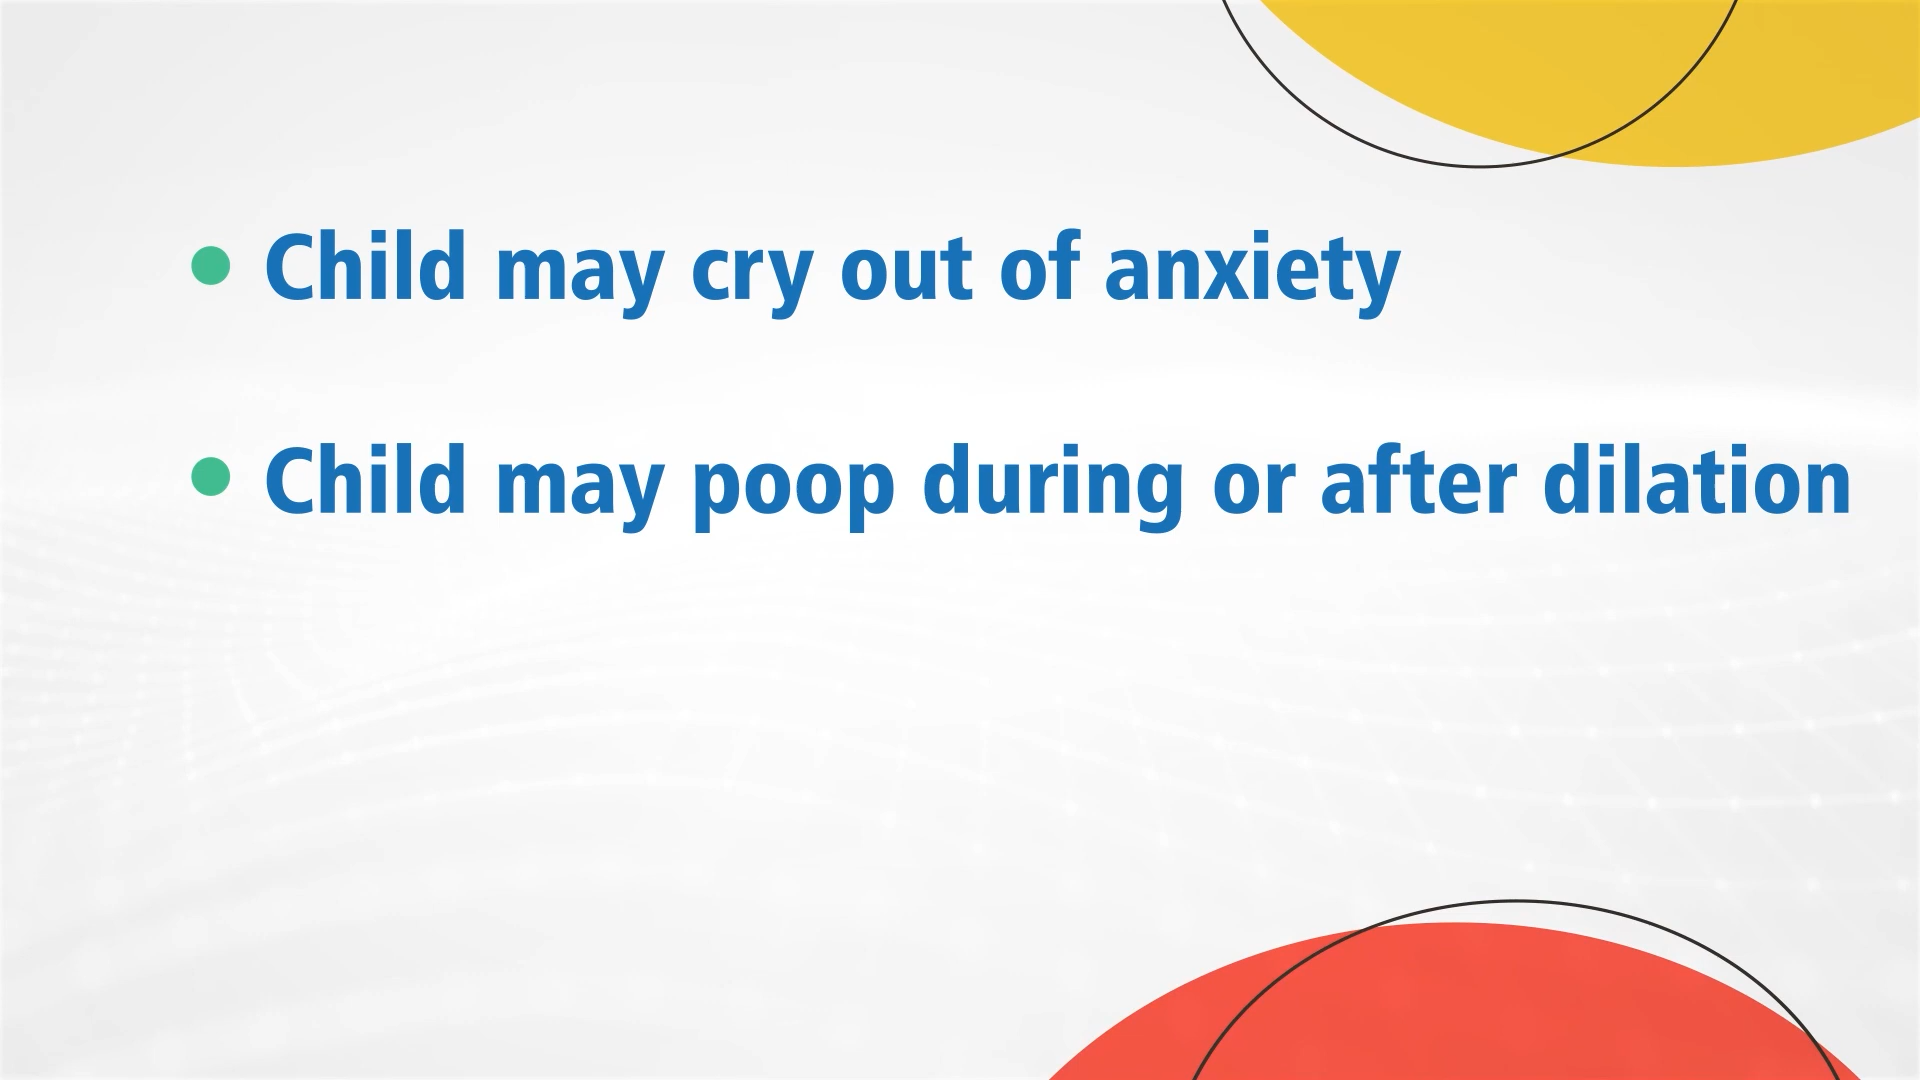 • Child may cry out of anxiety
• Child may poop during or after dilation